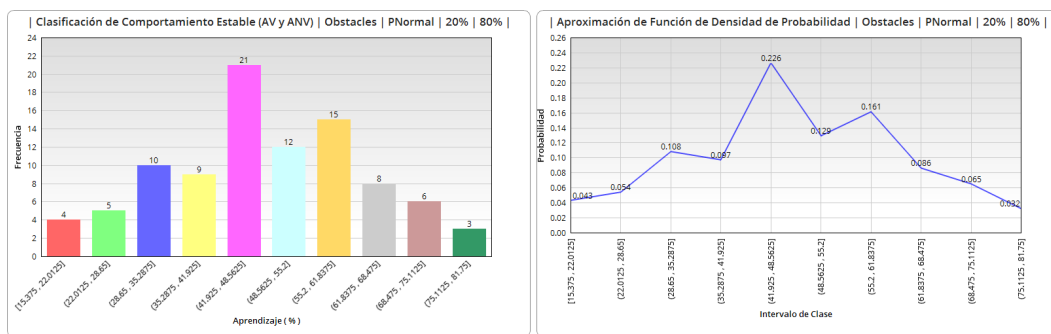 | Clasificación de Comportamiento Estable (AV y ANV) | Obstacles | PNormal | 20% | 80% |
Frecuencia
24
22
20
18
16
14
12
10
8
6
4
2
0
4
5
10
9
21
12
15
8
6
3
[15.375 , 22.0125]
(22.0125 , 28.65]
(28.65 , 35.2875]
(35.2875 , 41.925]
(41.925 , 48.5625]
(48.5625 , 55.2]
(55.2 , 61.8375]
(61.8375 , 68.475]
(68.475 , 75.1125]
(75.1125 , 81.75]
Aprendizaje ( % )
| Aproximación de Función de Densidad de Probabilidad | Obstacles | PNormal | 20% | 80% |
Probabilidad
0.26
0.24
0.22
0.20
0.18
0.16
0.14
0.12
0.10
0.08
0.06
0.04
0.02
0.00
0.043
0.054
0.108
0.097
0.226
0.129
0.161
0.086
0.065
0.032
[15.375 , 22.0125]
(22.0125 , 28.65]
(28.65 , 35.2875]
(35.2875 , 41.925]
(41.925 , 48.5625]
(48.5625 , 55.2]
(55.2 , 61.8375]
(61.8375 , 68.475]
(68.475 , 75.1125]
(75.1125 , 81.75]
Intervalo de Clase